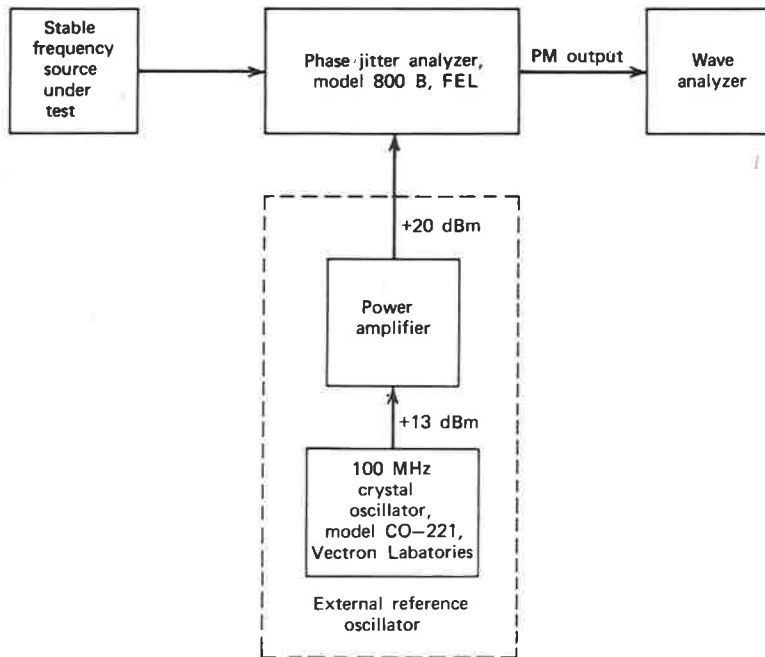 Stable
frequency
source
under
test
Phase jitter analyzer,
model 800 B, FEL
PM output
Wave
analyzer
+20 dBm
Power
amplifier
+13 dBm
100 MHz
crystal
oscillator,
model CO–221,
Vectron Labatories
External reference
oscillator